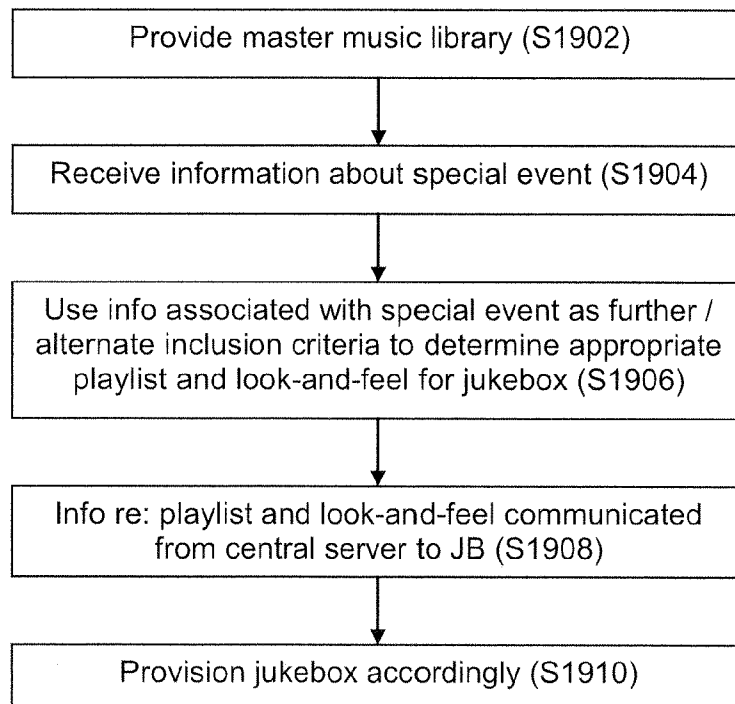 Provide master music library (S1902)
Receive information about special event (S1904)
Use info associated with special event as further /
alternate inclusion criteria to determine appropriate
playlist and look-and-feel for jukebox (S1906)
Info re: playlist and look-and-feel communicated
from central server to JB (S1908)
Provision jukebox accordingly (S1910)